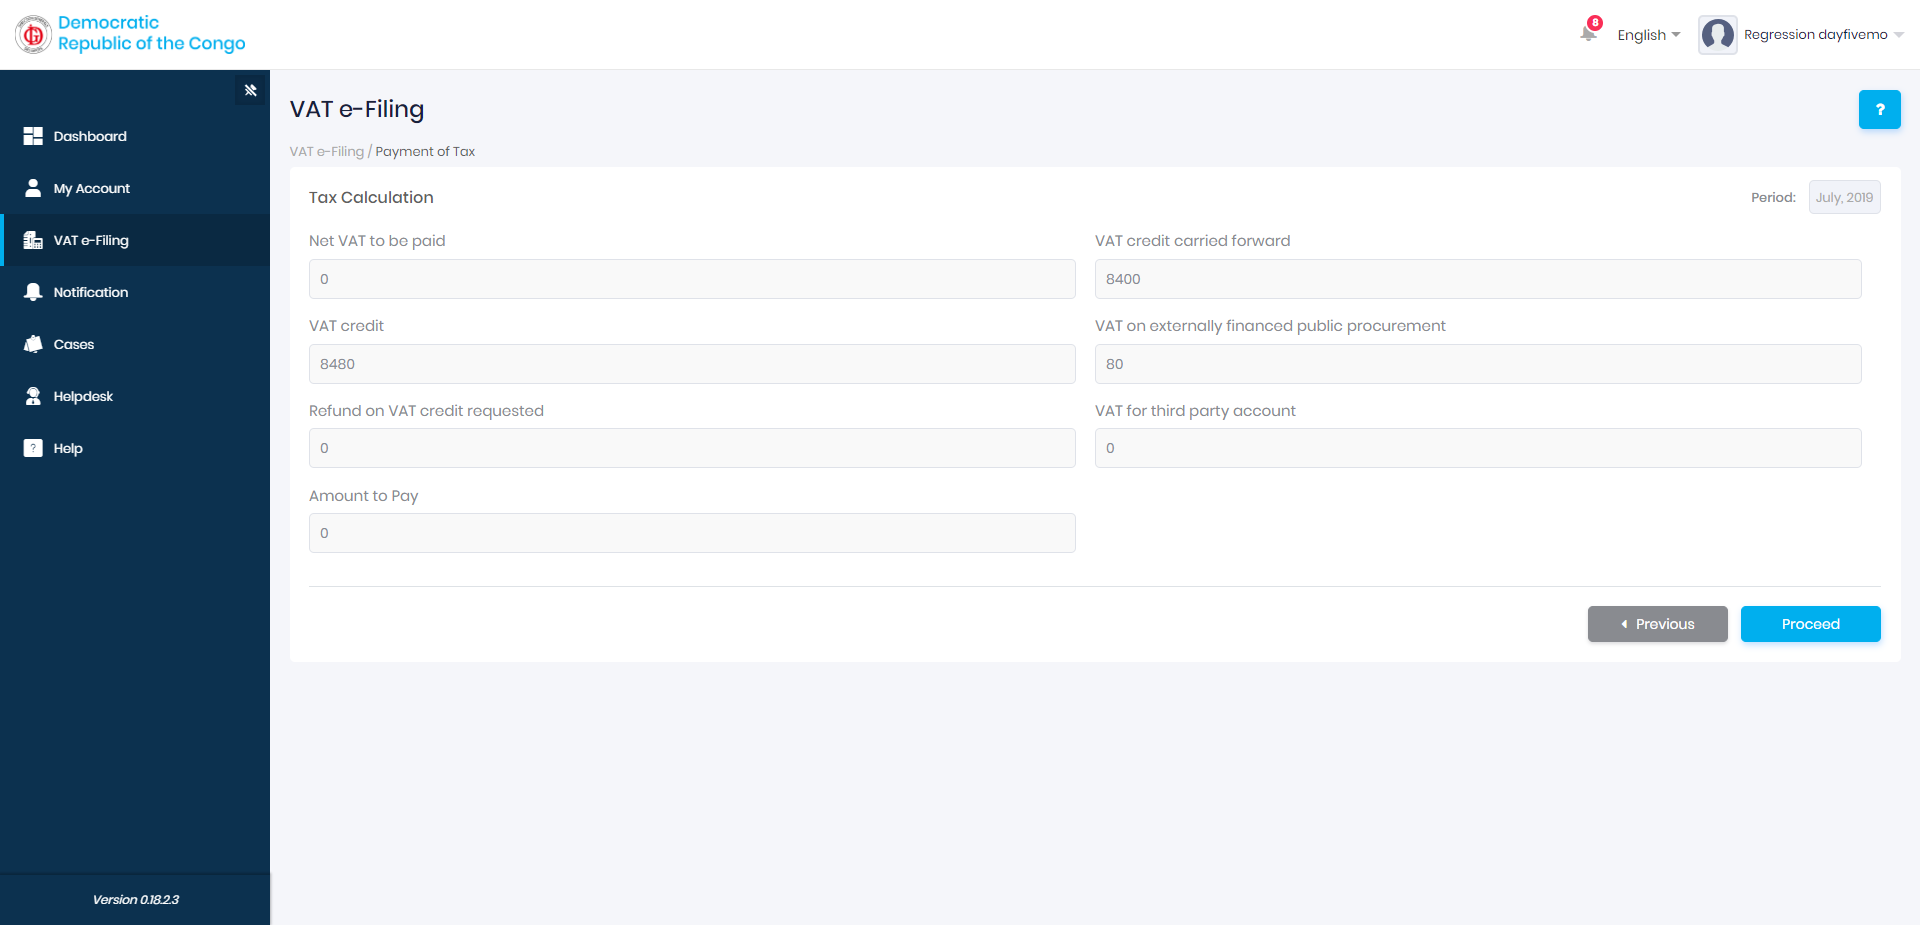 Democratic
Republic of the Congo
8
English
Regression dayfivemo
Dashboard
My Account
VAT e-Filing
Notification
Cases
Helpdesk
? Help
Version 0.18.2.3
VAT e-Filing
?
VAT e-Filing / Payment of Tax
Tax Calculation
Period: July, 2019
Net VAT to be paid
0
VAT credit carried forward
8400
VAT credit
8480
VAT on externally financed public procurement
80
Refund on VAT credit requested
0
VAT for third party account
0
Amount to Pay
0
Previous
Proceed